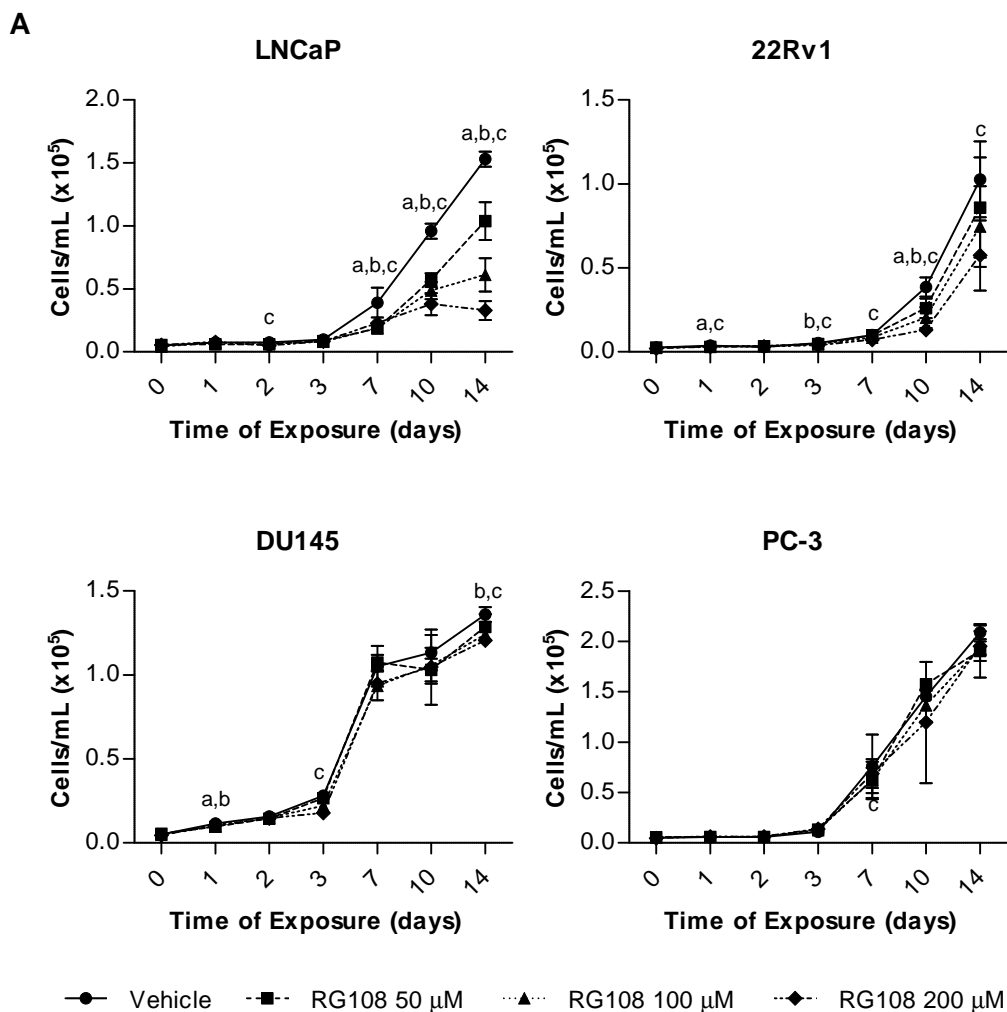 A
LNCaP
2.0
1.5
1.0
0.5
0.0
Cells/mL (x10⁵)
c
a,b,c
a,b,c
a,b,c
0 1 2 3 7 10 14
Time of Exposure (days)
22Rv1
1.5
1.0
0.5
0.0
Cells/mL (x10⁵)
a,c
b,c
c
a,b,c
c
0 1 2 3 7 10 14
Time of Exposure (days)
DU145
1.5
1.0
0.5
0.0
Cells/mL (x10⁵)
a,b
c
b,c
0 1 2 3 7 10 14
Time of Exposure (days)
PC-3
2.5
2.0
1.5
1.0
0.5
0.0
Cells/mL (x10⁵)
c
0 1 2 3 7 10 14
Time of Exposure (days)
Vehicle RG108 50 µM RG108 100 µM RG108 200 µM